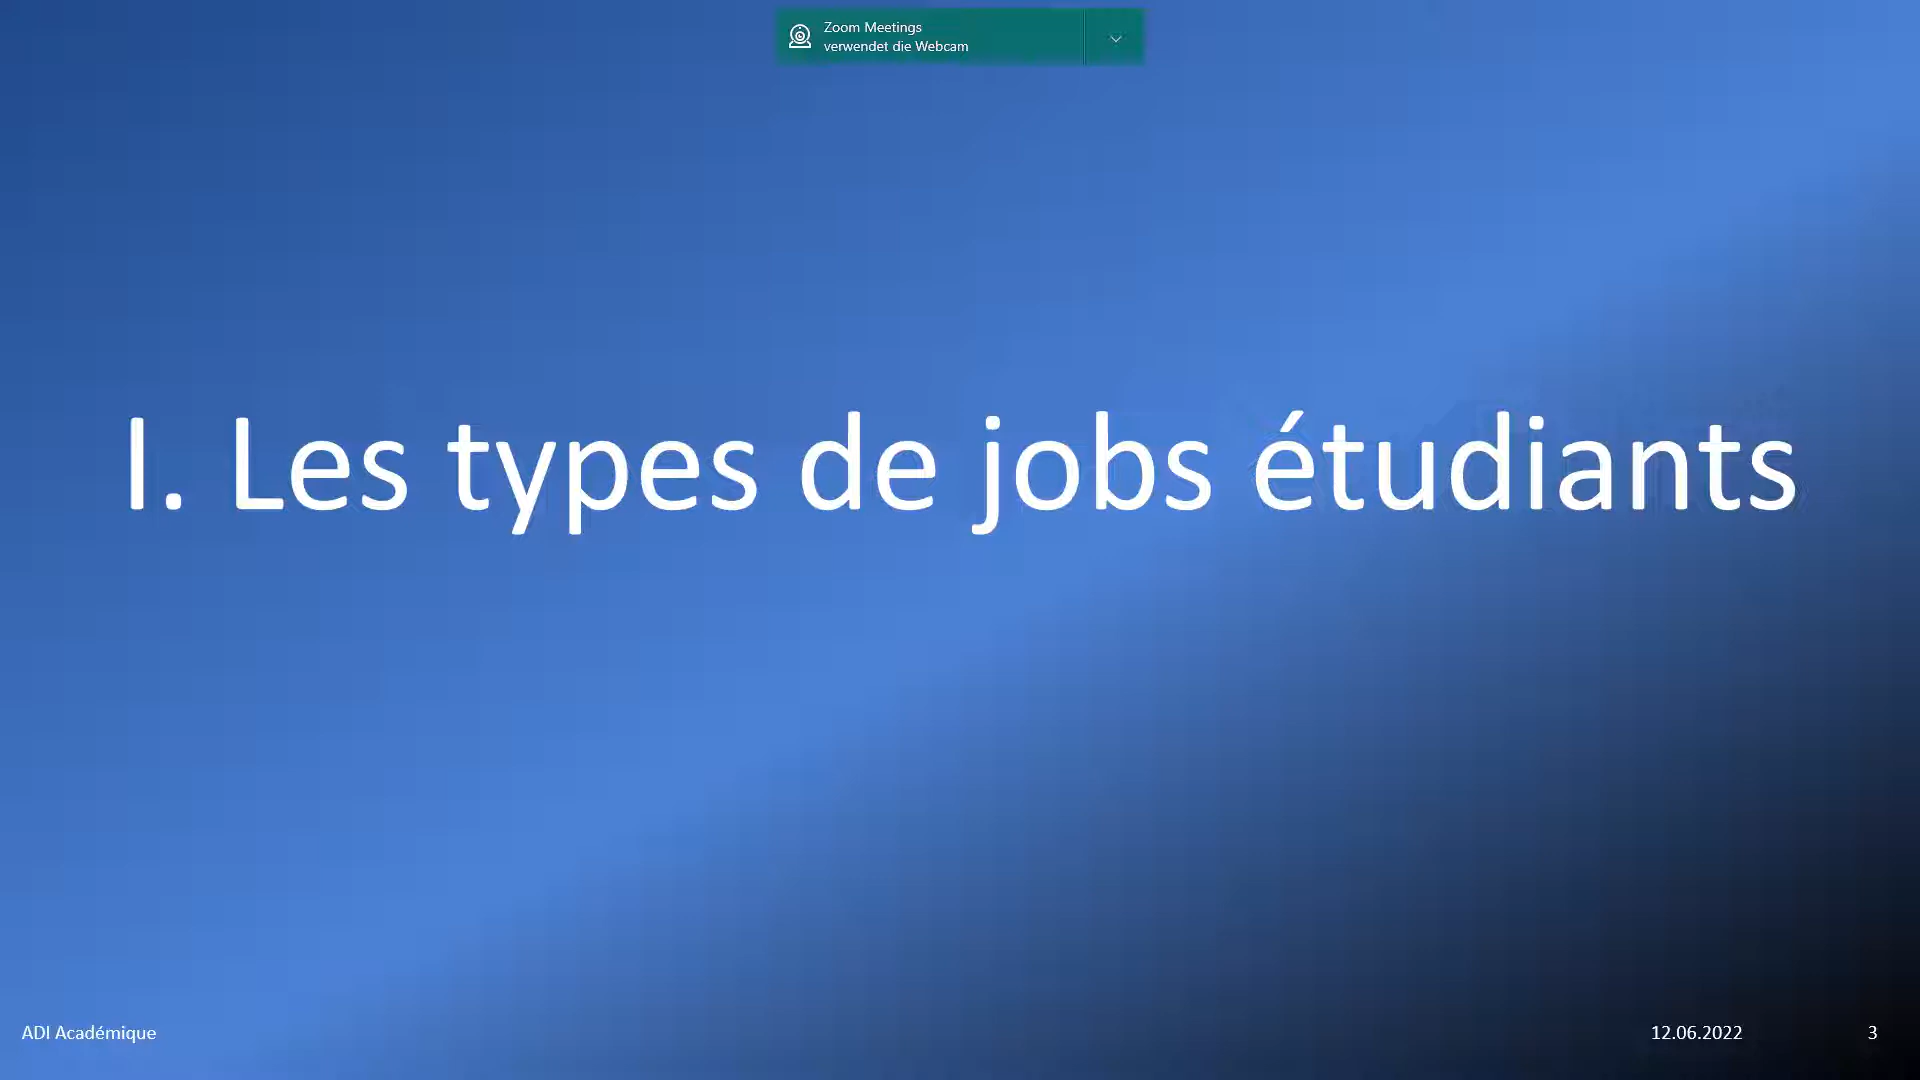 Zoom Meetings
verwendet die Webcam
I. Les types de jobs étudiants
ADI Académique
12.06.2022
3